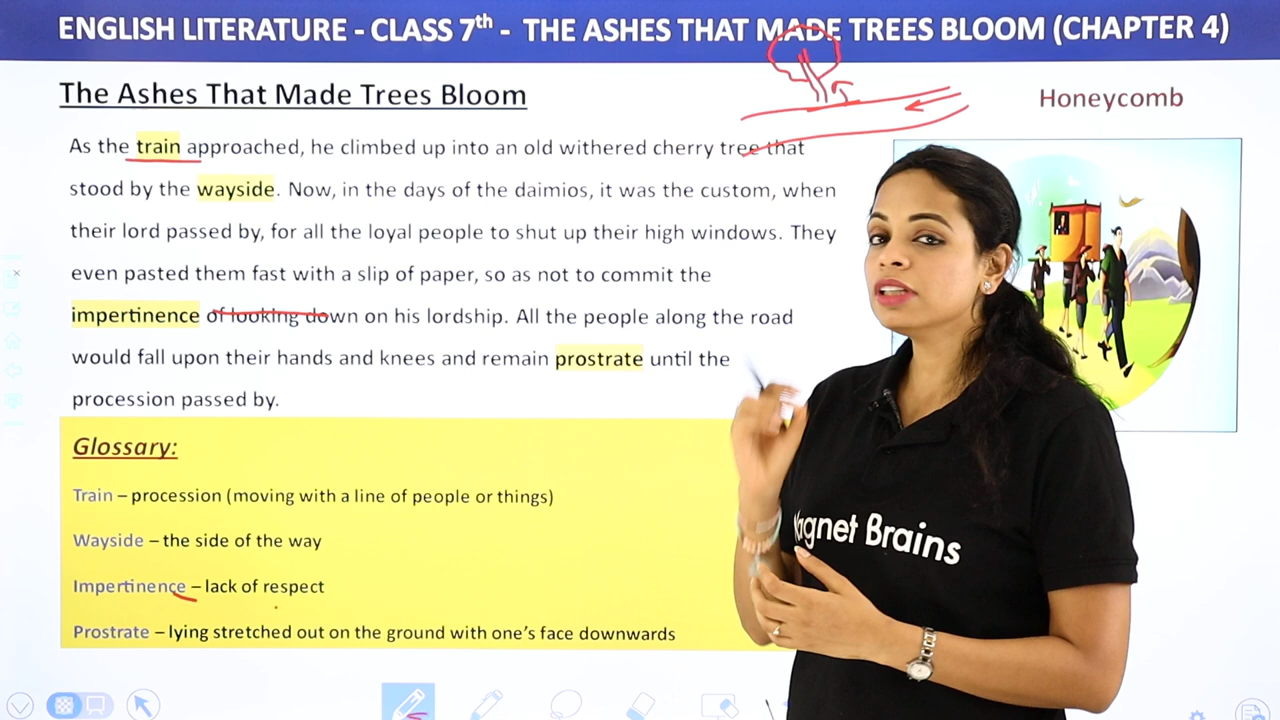 ENGLISH LITERATURE - CLASS 7th - THE ASHES THAT MADE TREES BLOOM (CHAPTER 4)
The Ashes That Made Trees Bloom
Honeycomb
As the train approached, he climbed up into an old withered cherry tree that
stood by the wayside. Now, in the days of the daimios, it was the custom, when
their lord passed by, for all the loyal people to shut up their high windows. They
even pasted them fast with a slip of paper, so as not to commit the
impertinence of looking down on his lordship. All the people along the road
would fall upon their hands and knees and remain prostrate until the
procession passed by.
Glossary:
Train – procession (moving with a line of people or things)
Wayside – the side of the way
Impertinence – lack of respect
Prostrate – lying stretched out on the ground with one's face downwards
Magnet Brains